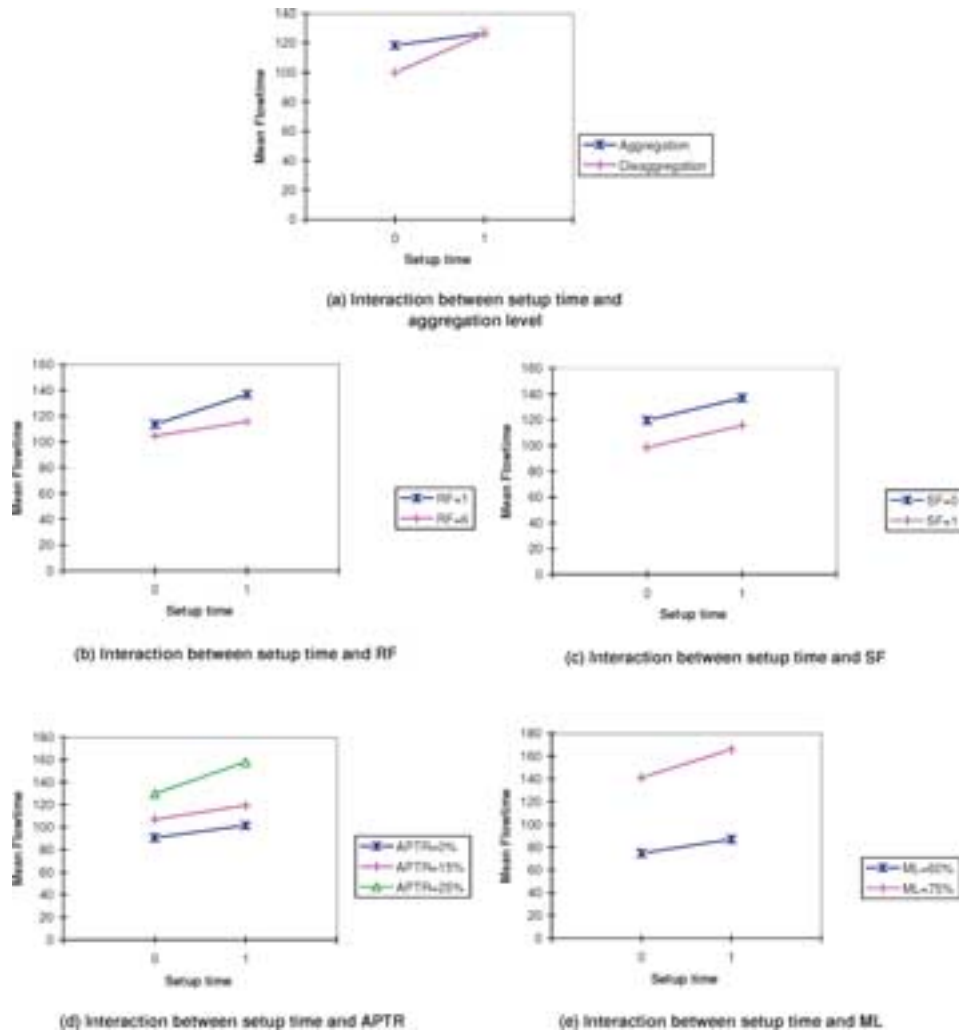 140
120
100
80
60
40
20
0
Mean Flowtime
0 1
Setup time
Aggregation
Disaggregation
(a) Interaction between setup time and
aggregation level
160
140
120
100
80
60
40
20
0
Mean Flowtime
0 1
Setup time
RF=1
RF=6
(b) Interaction between setup time and RF
160
140
120
100
80
60
40
20
0
Mean Flowtime
0 1
Setup time
SF=0
SF=1
(c) Interaction between setup time and SF
180
160
140
120
100
80
60
40
20
0
Mean Flowtime
0 1
Setup time
APTR=0%
APTR=15%
(d) Interaction between setup time and APTR
180
160
140
120
100
80
60
40
20
0
Mean Flowtime
0 1
Setup time
ML=60%
ML=75%
(e) Interaction between setup time and ML